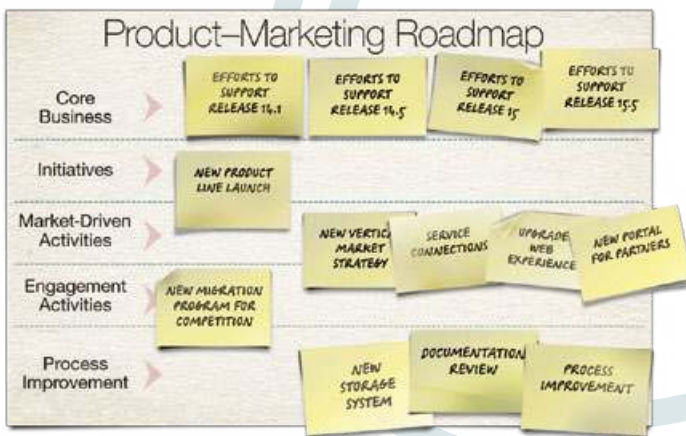 Product–Marketing Roadmap
Core
Business
EFFORTS TO
SUPPORT
RELEASE 14.1
EFFORTS TO
SUPPORT
RELEASE 14.5
EFFORTS TO
SUPPORT
RELEASE 15
EFFORTS TO
SUPPORT
RELEASE 15.5
Initiatives
NEW PRODUCT
LINE LAUNCH
Market-Driven
Activities
NEW VERTICA
MARKET
STRATEGY
SERVICE
CONNECTIONS
UPGRADE
WEB
EXPERIENCE
NEW PORTAL
FOR PARTNERS
Engagement
Activities
NEW MIGRATION
PROGRAM FOR
COMPETITION
Process
Improvement
NEW
STORAGE
SYSTEM
DOCUMENTATION
REVIEW
PROCESS
IMPROVEMENT